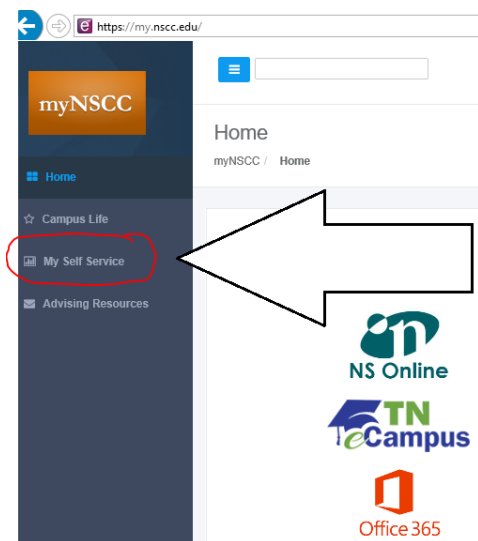 https://my.nscc.edu/
myNSCC
Home
myNSCC / Home
Home
Campus Life
My Self Service
Advising Resources
NS Online
TN
eCampus
Office 365